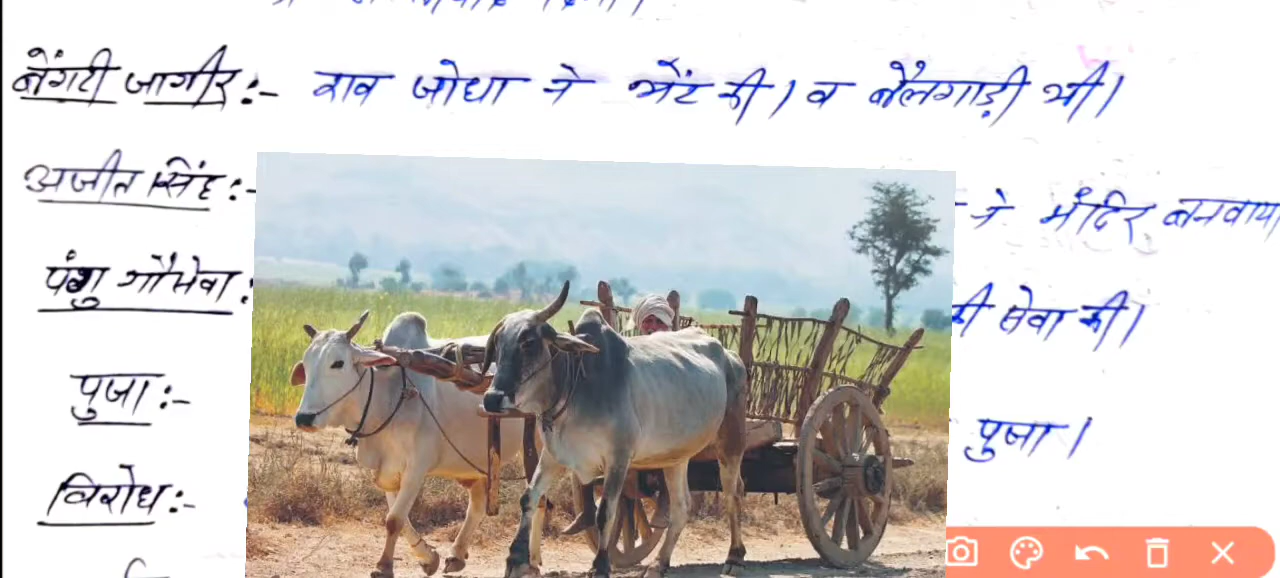 बेंगटी जागीर :- राव जोधा ने भेंट की। व बैलगाड़ी भी।
अजीत सिंह :- ने मंदिर बनवाया
पंगु गौसेवा : की सेवा की।
पुजा :- पुजा।
विरोध :-